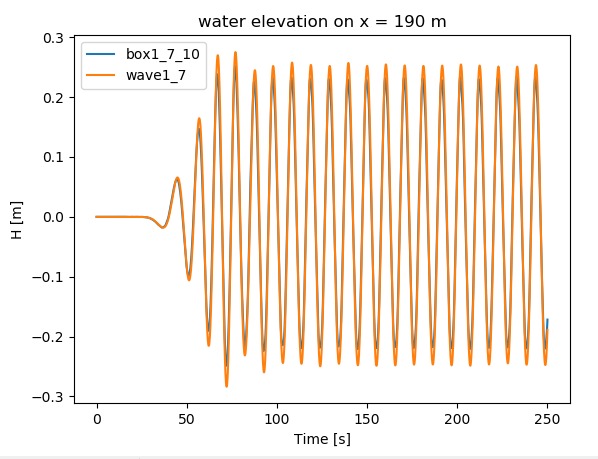 water elevation on x = 190 m
box1_7_10
wave1_7
0.3
0.2
0.1
0.0
−0.1
−0.2
−0.3
H [m]
0 50 100 150 200 250
Time [s]